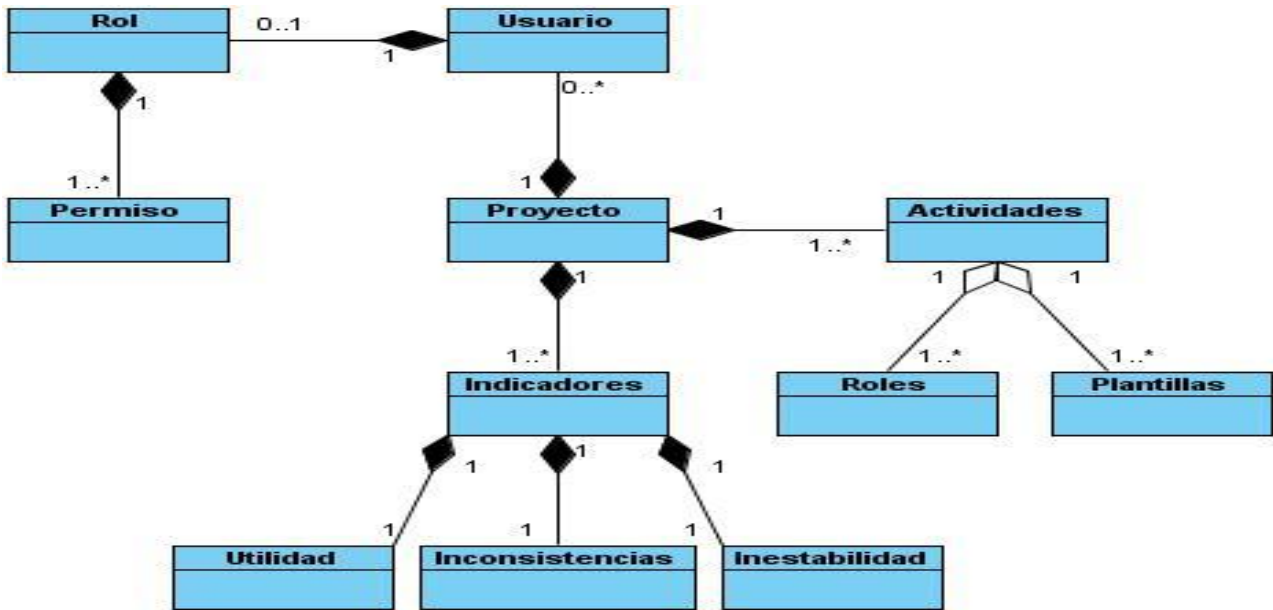 Rol
0..1
1
Usuario
1
0..*
1..*
Permiso
1
Proyecto
1
1..*
Actividades
1
1
1
1..*
1..*
1..*
Indicadores
Roles
Plantillas
1
1
1
1
1
1
Utilidad
Inconsistencias
Inestabilidad